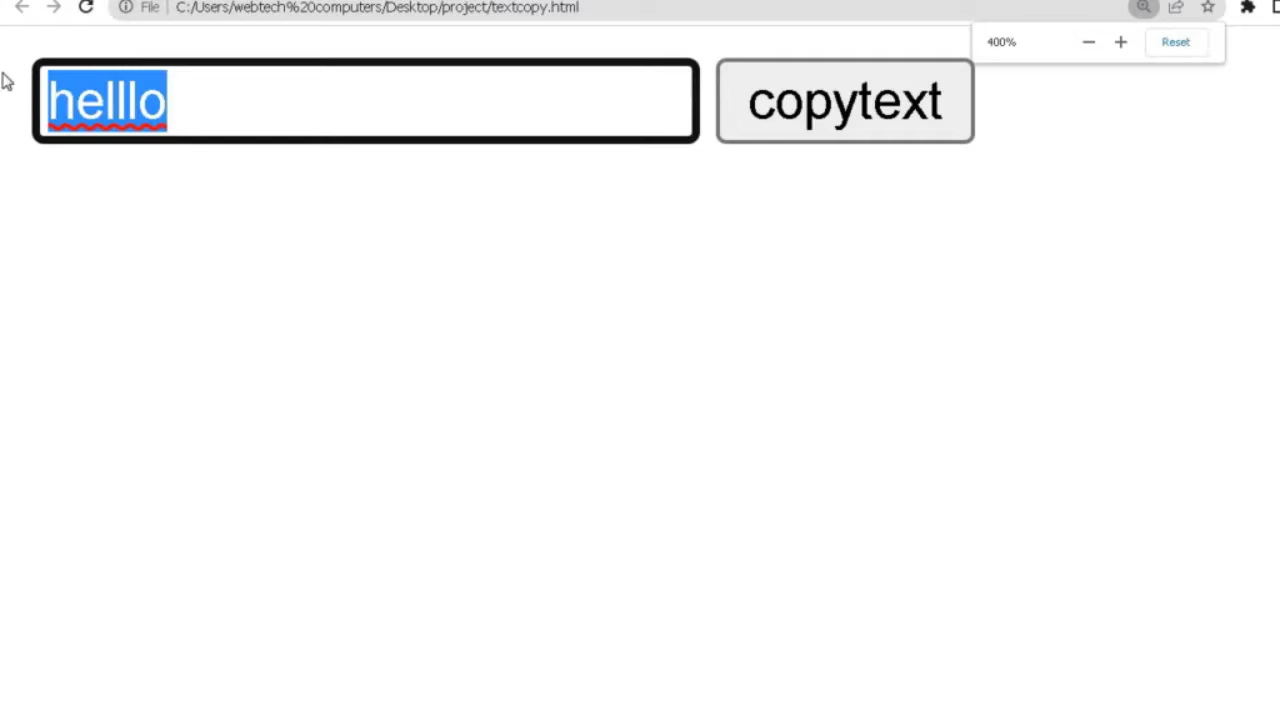 File C:/Users/webtech%20computers/Desktop/project/textcopy.html
400% − + Reset
helllo copytext